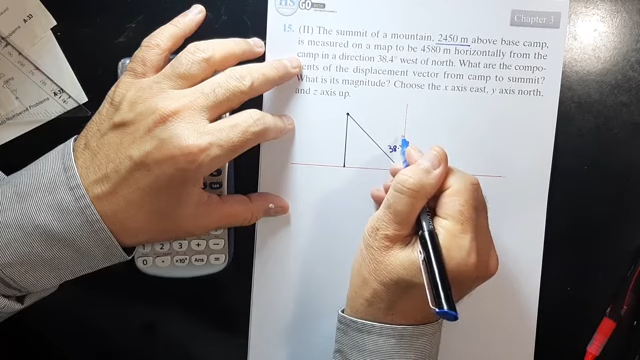 HS GO
Chapter 3
15. (II) The summit of a mountain, 2450 m above base camp,
is measured on a map to be 4580 m horizontally from the
camp in a direction 38.4° west of north. What are the compo-
nents of the displacement vector from camp to summit?
What is its magnitude? Choose the x axis east, y axis north,
and z axis up.
38.
A-23
1 2 3 + -
0 . ×10ˣ Ans =